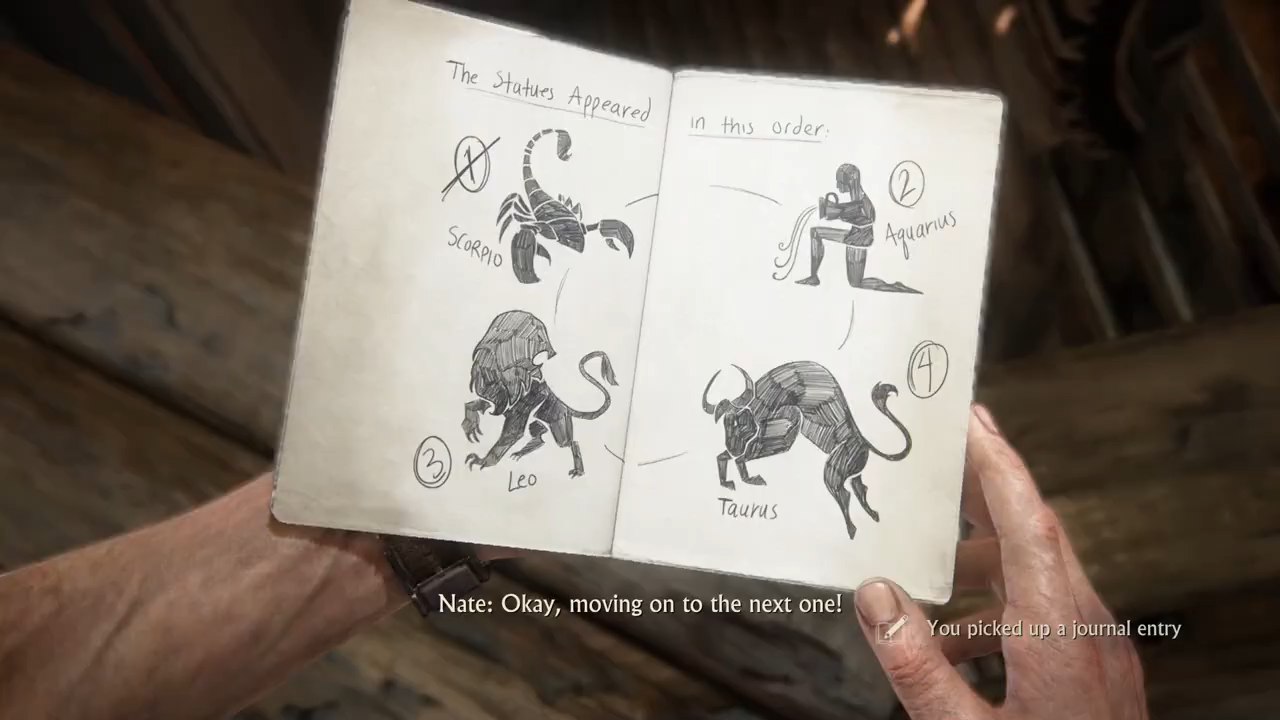 The Statues Appeared
in this order:
1
SCORPIO
2
Aquarius
3
Leo
4
Taurus
Nate: Okay, moving on to the next one!
You picked up a journal entry